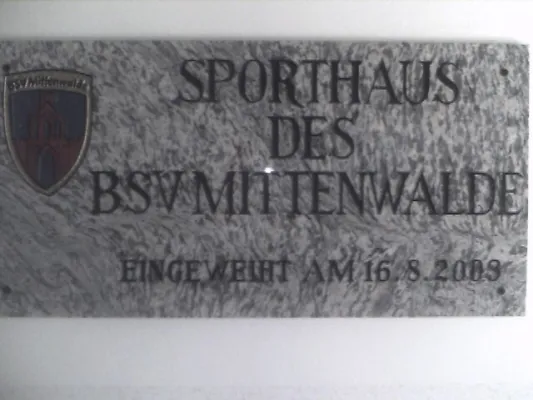 BSV Mittenwalde
SPORTHAUS
DES
BSV MITTENWALDE
EINGEWEIHT AM 16.8.2003